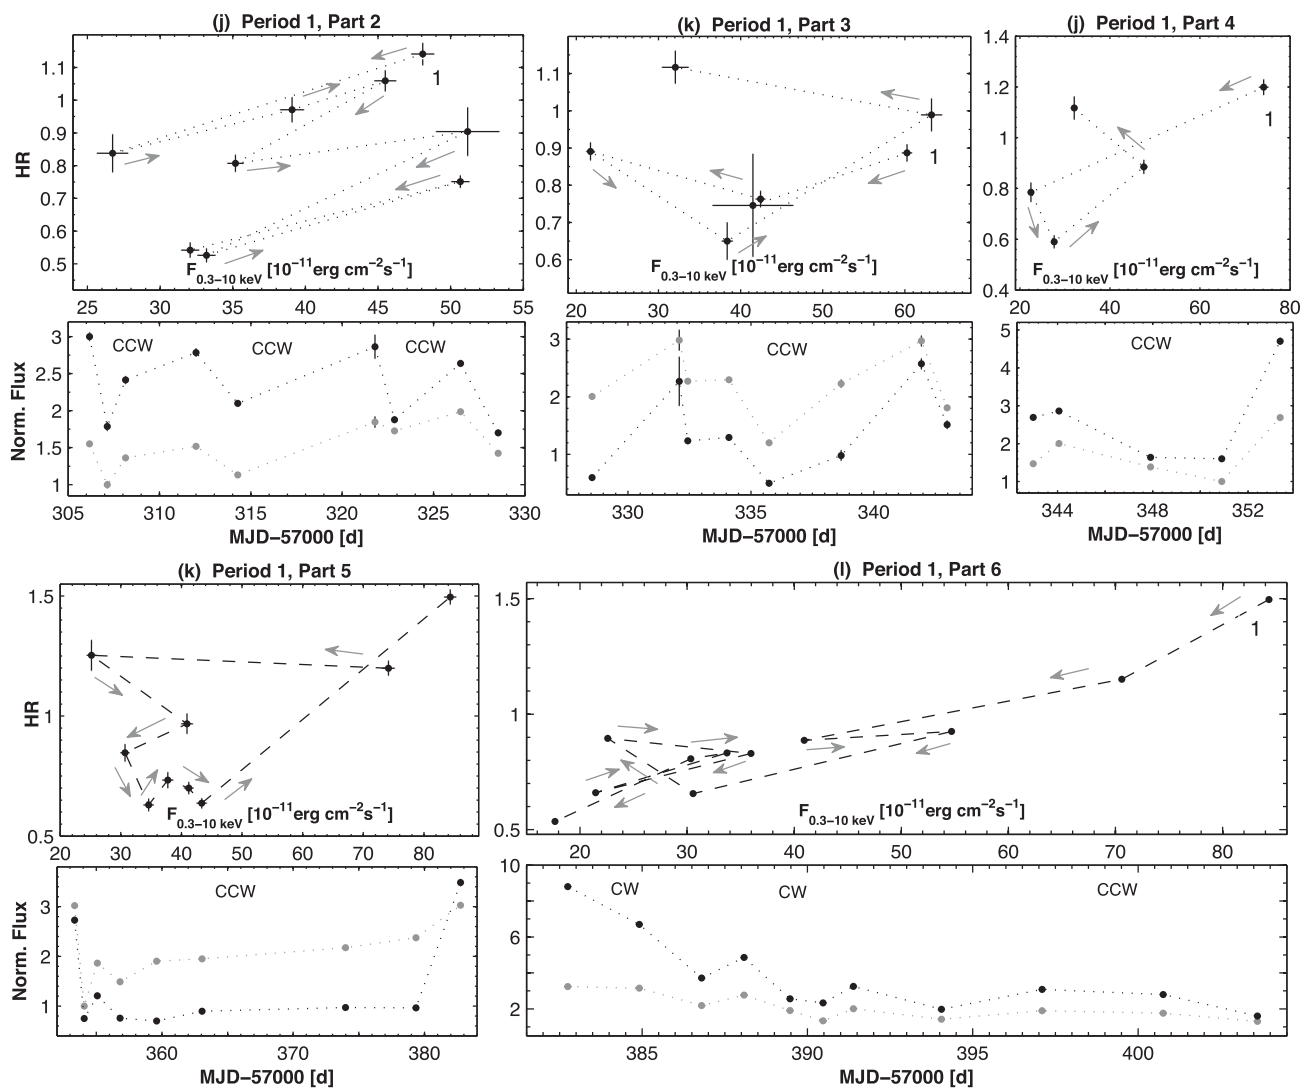 (j) Period 1, Part 2
(k) Period 1, Part 3
(j) Period 1, Part 4
HR
1.1
1
0.9
0.8
0.7
0.6
0.5
1
F0.3−10 keV [10−11erg cm−2s−1]
25 30 35 40 45 50 55
1.1
1
0.9
0.8
0.7
0.6
1
F0.3−10 keV [10−11erg cm−2s−1]
20 30 40 50 60
1.4
1.2
1
0.8
0.6
0.4
1
F0.3−10 keV [10−11erg cm−2s−1]
20 40 60 80
Norm. Flux
3
2.5
2
1.5
1
CCW CCW CCW
305 310 315 320 325 330
MJD−57000 [d]
3
2
1
CCW
330 335 340
MJD−57000 [d]
5
4
3
2
1
CCW
344 348 352
MJD−57000 [d]
(k) Period 1, Part 5
(l) Period 1, Part 6
HR
1.5
1
0.5
F0.3−10 keV [10−11erg cm−2s−1]
20 30 40 50 60 70 80
1.5
1
0.5
1
F0.3−10 keV [10−11erg cm−2s−1]
20 30 40 50 60 70 80
Norm. Flux
3
2
1
CCW
360 370 380
MJD−57000 [d]
10
6
2
CW CW CCW
385 390 395 400
MJD−57000 [d]